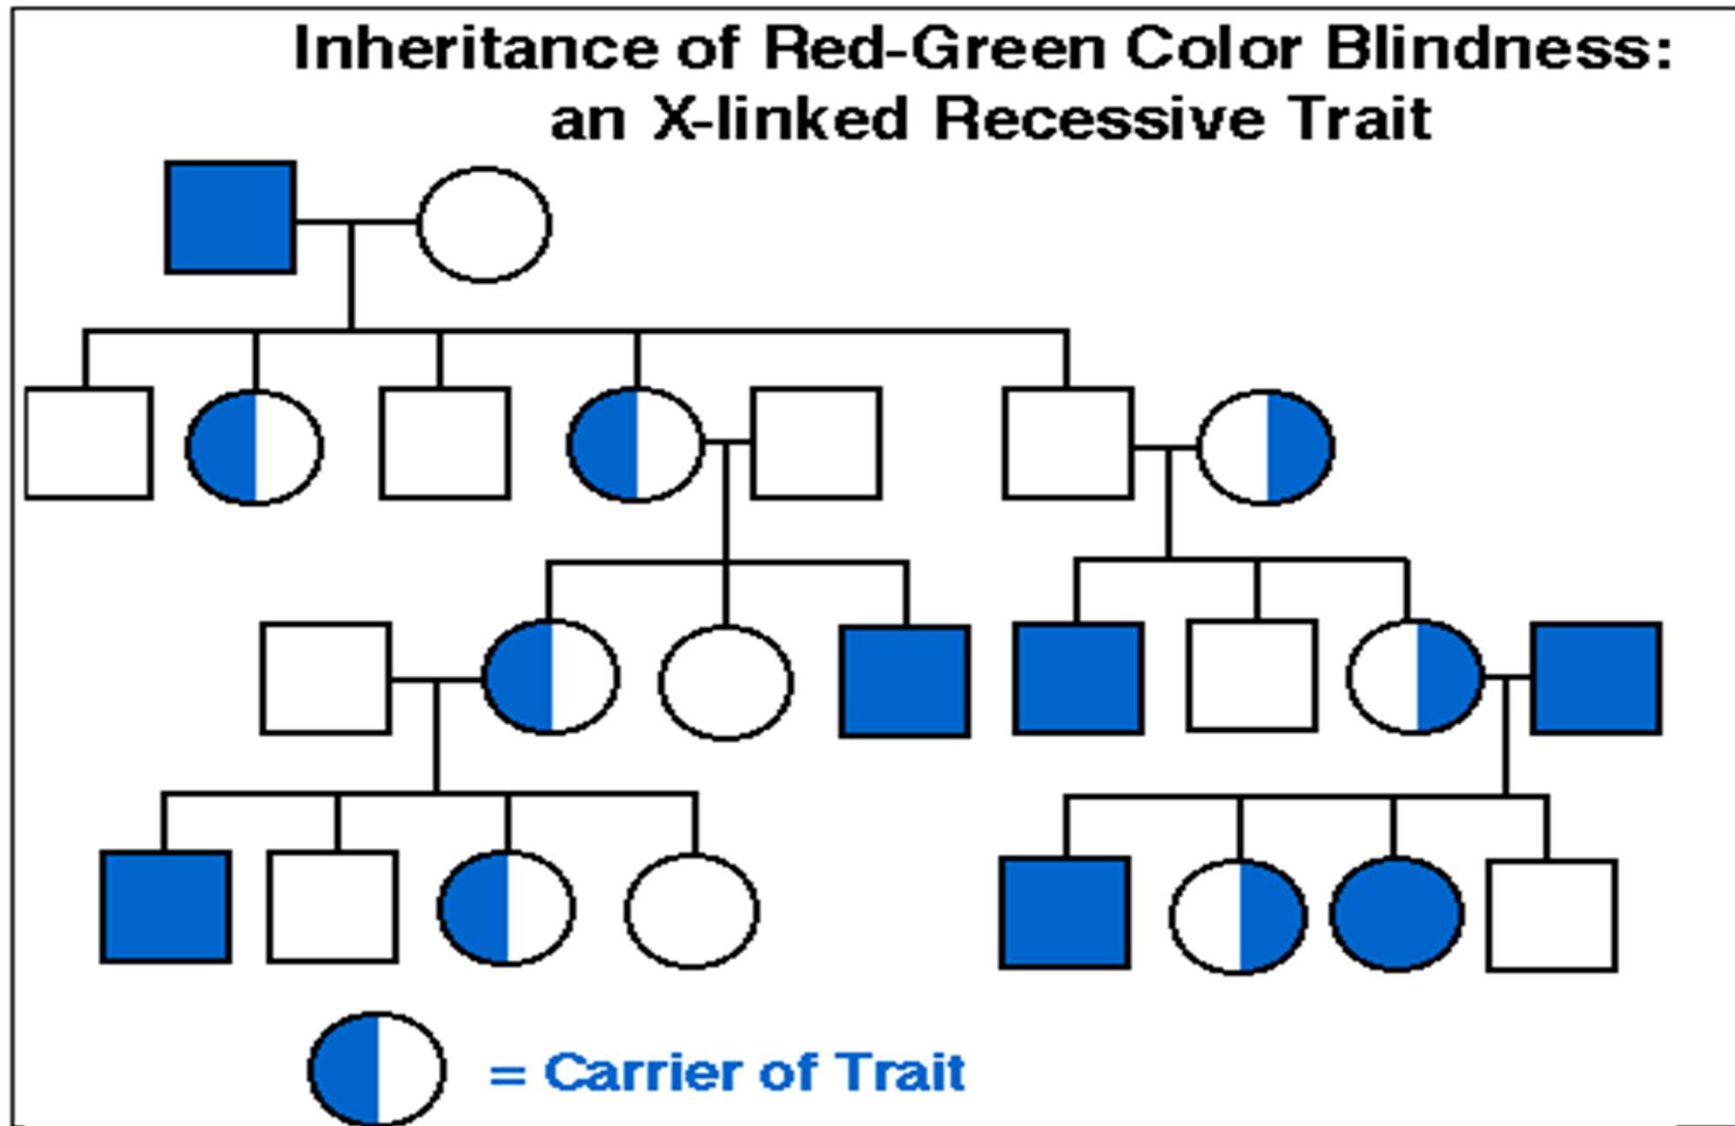 Inheritance of Red-Green Color Blindness:
an X-linked Recessive Trait
= Carrier of Trait